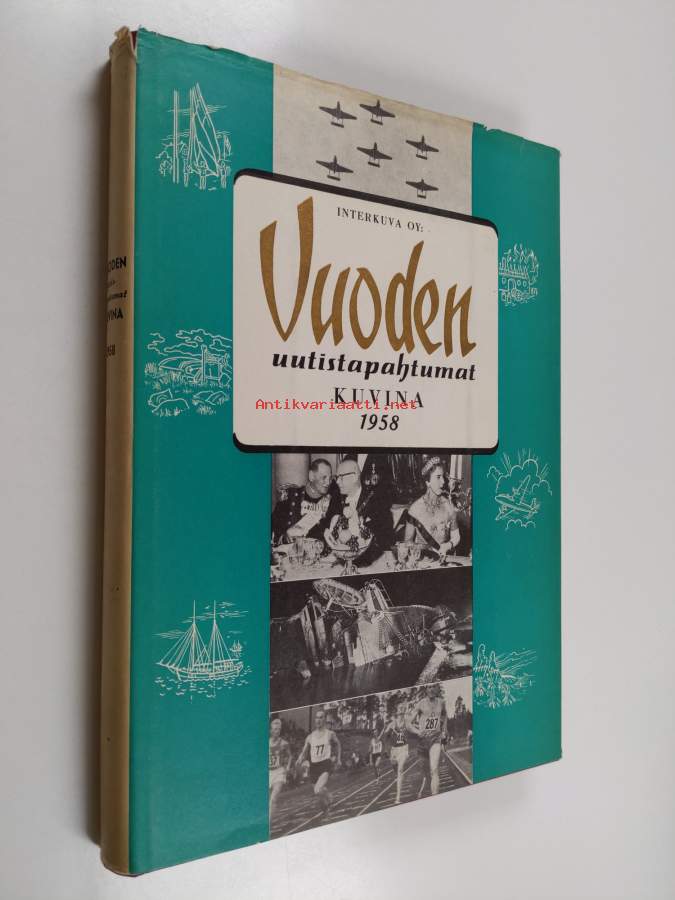 INTERKUVA OY:
Vuoden
uutistapahtumat
KUVINA
Antikvariaatti.net
1958
77
287